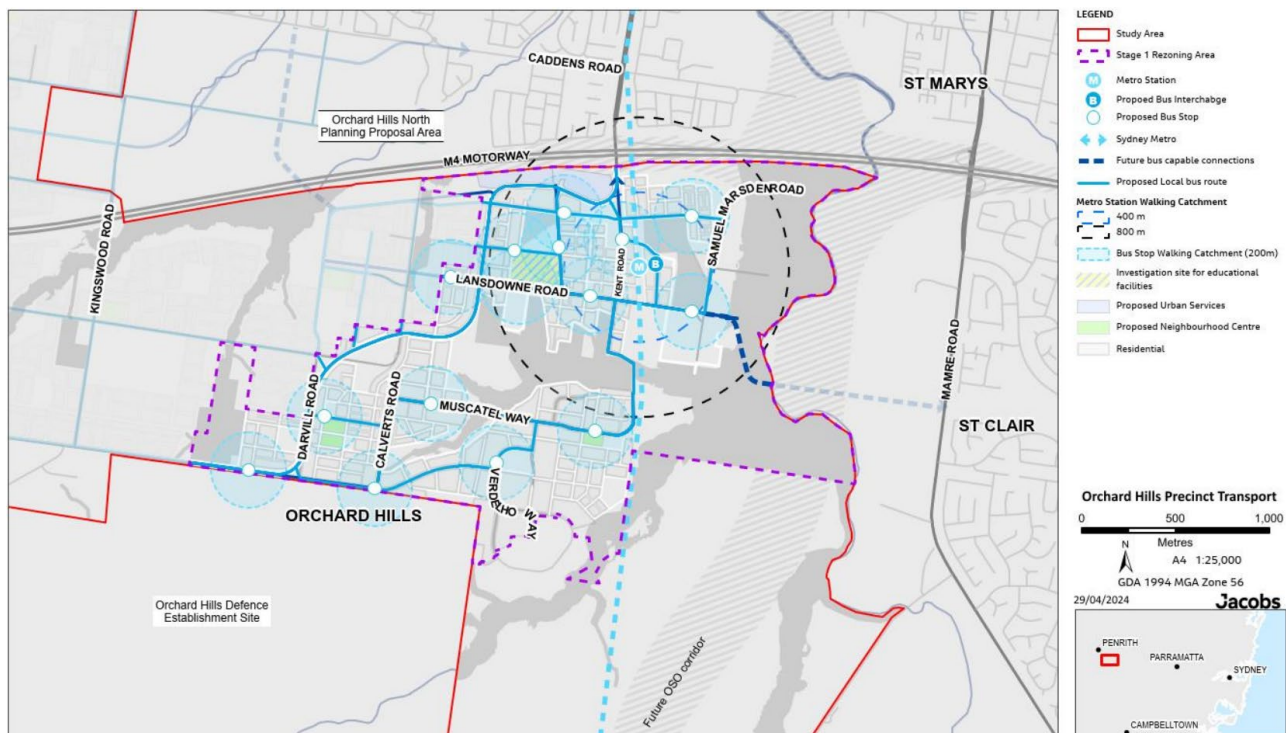 CADDENS ROAD
ST MARYS
Orchard Hills North
Planning Proposal Area
M4 MOTORWAY
KINGSWOOD ROAD
SAMUEL MARSDEN ROAD
KENT ROAD
M
B
LANSDOWNE ROAD
MAMRE ROAD
DARVILL ROAD
CALVERTS ROAD
MUSCATEL WAY
ST CLAIR
VERDELHO WAY
ORCHARD HILLS
Orchard Hills Defence
Establishment Site
Future OSO corridor
LEGEND
Study Area
Stage 1 Rezoning Area
M Metro Station
B Propoed Bus Interchabge
Proposed Bus Stop
Sydney Metro
Future bus capable connections
Proposed Local bus route
Metro Station Walking Catchment
400 m
800 m
Bus Stop Walking Catchment (200m)
Investigation site for educational
facilities
Proposed Urban Services
Proposed Neighbourhood Centre
Residential
Orchard Hills Precinct Transport
0 500 1,000
N Metres
A4 1:25,000
GDA 1994 MGA Zone 56
29/04/2024 Jacobs
PENRITH
PARRAMATTA
SYDNEY
CAMPBELLTOWN